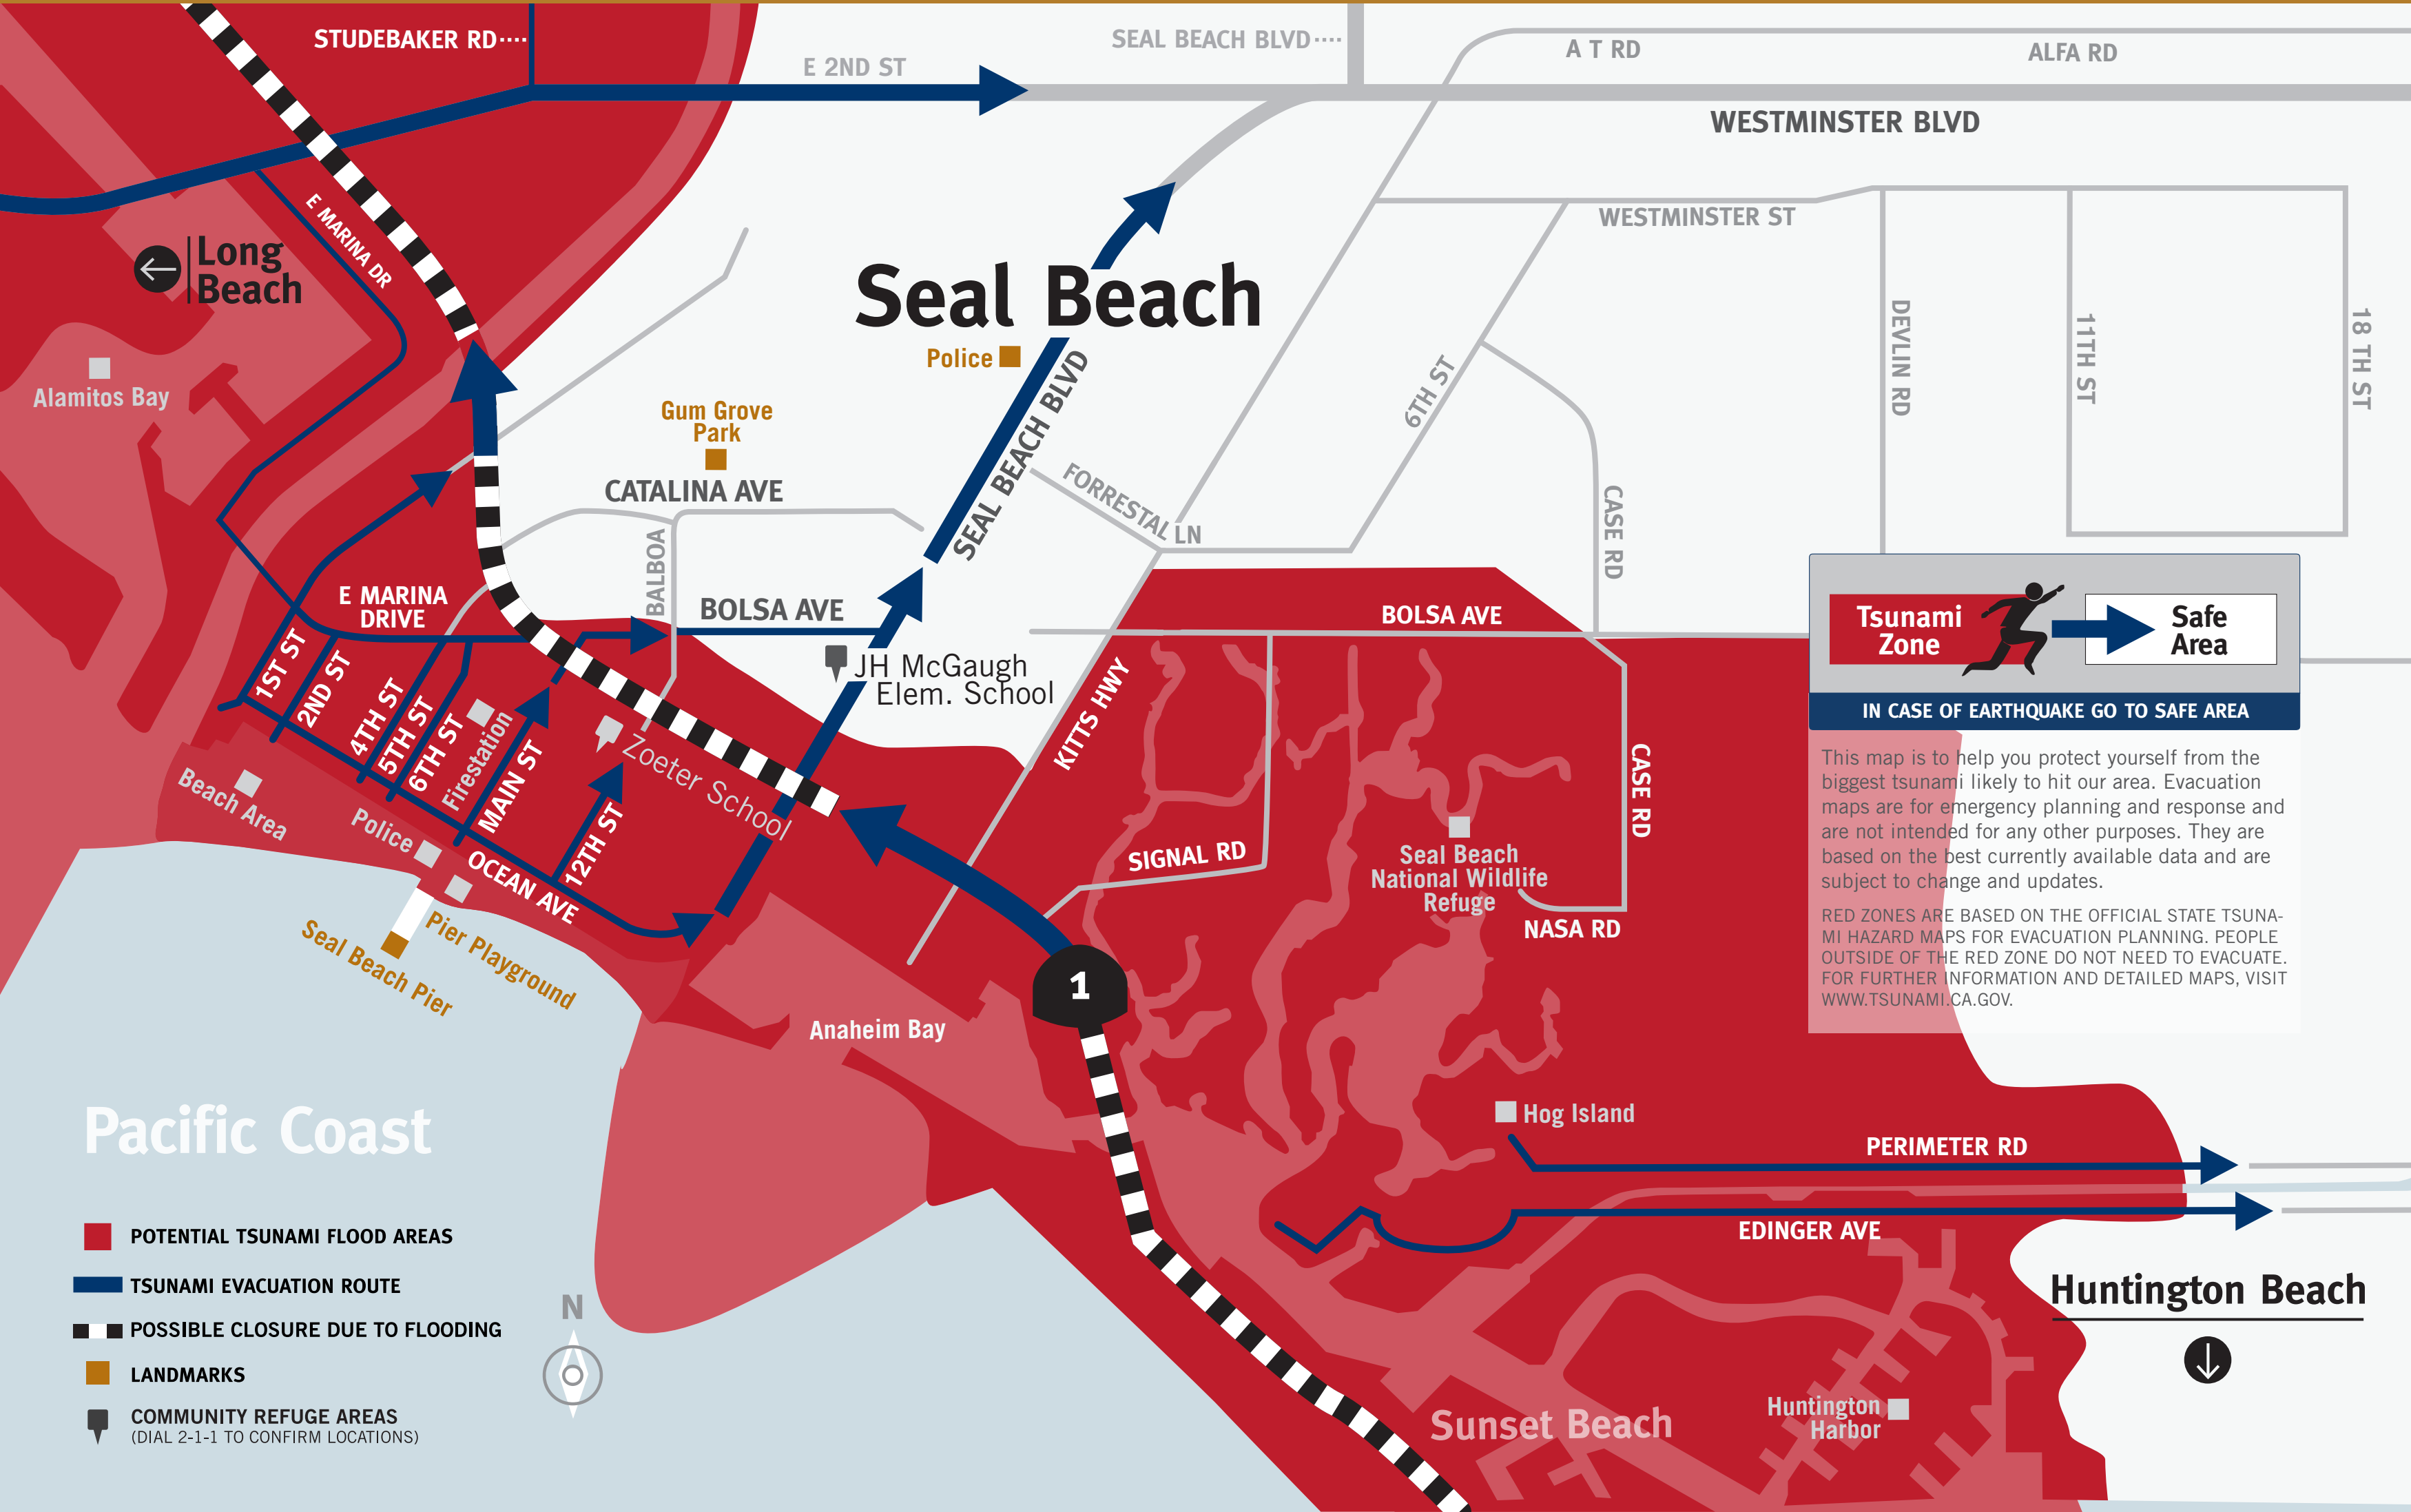 STUDEBAKER RD
E 2ND ST
SEAL BEACH BLVD
A T RD
ALFA RD
WESTMINSTER BLVD
E MARINA DR
Long
Beach
WESTMINSTER ST
Seal Beach
Police
SEAL BEACH BLVD
DEVLIN RD
11TH ST
18 TH ST
Alamitos Bay
Gum Grove
Park
6TH ST
CATALINA AVE
FORRESTAL LN
CASE RD
BALBOA
E MARINA
DRIVE
BOLSA AVE
BOLSA AVE
JH McGaugh
Elem. School
KITTS HWY
1ST ST
2ND ST
4TH ST
5TH ST
6TH ST
Firestation
MAIN ST
Zoeter School
12TH ST
Beach Area
Police
OCEAN AVE
Pier Playground
Seal Beach Pier
SIGNAL RD
CASE RD
Seal Beach
National Wildlife
Refuge
NASA RD
1
Anaheim Bay
Tsunami
Zone
Safe
Area
IN CASE OF EARTHQUAKE GO TO SAFE AREA
This map is to help you protect yourself from the
biggest tsunami likely to hit our area. Evacuation
maps are for emergency planning and response and
are not intended for any other purposes. They are
based on the best currently available data and are
subject to change and updates.
RED ZONES ARE BASED ON THE OFFICIAL STATE TSUNA-
MI HAZARD MAPS FOR EVACUATION PLANNING. PEOPLE
OUTSIDE OF THE RED ZONE DO NOT NEED TO EVACUATE.
FOR FURTHER INFORMATION AND DETAILED MAPS, VISIT
WWW.TSUNAMI.CA.GOV.
Hog Island
PERIMETER RD
EDINGER AVE
Huntington Beach
Huntington
Harbor
Sunset Beach
Pacific Coast
POTENTIAL TSUNAMI FLOOD AREAS
TSUNAMI EVACUATION ROUTE
POSSIBLE CLOSURE DUE TO FLOODING
LANDMARKS
COMMUNITY REFUGE AREAS
(DIAL 2-1-1 TO CONFIRM LOCATIONS)
N